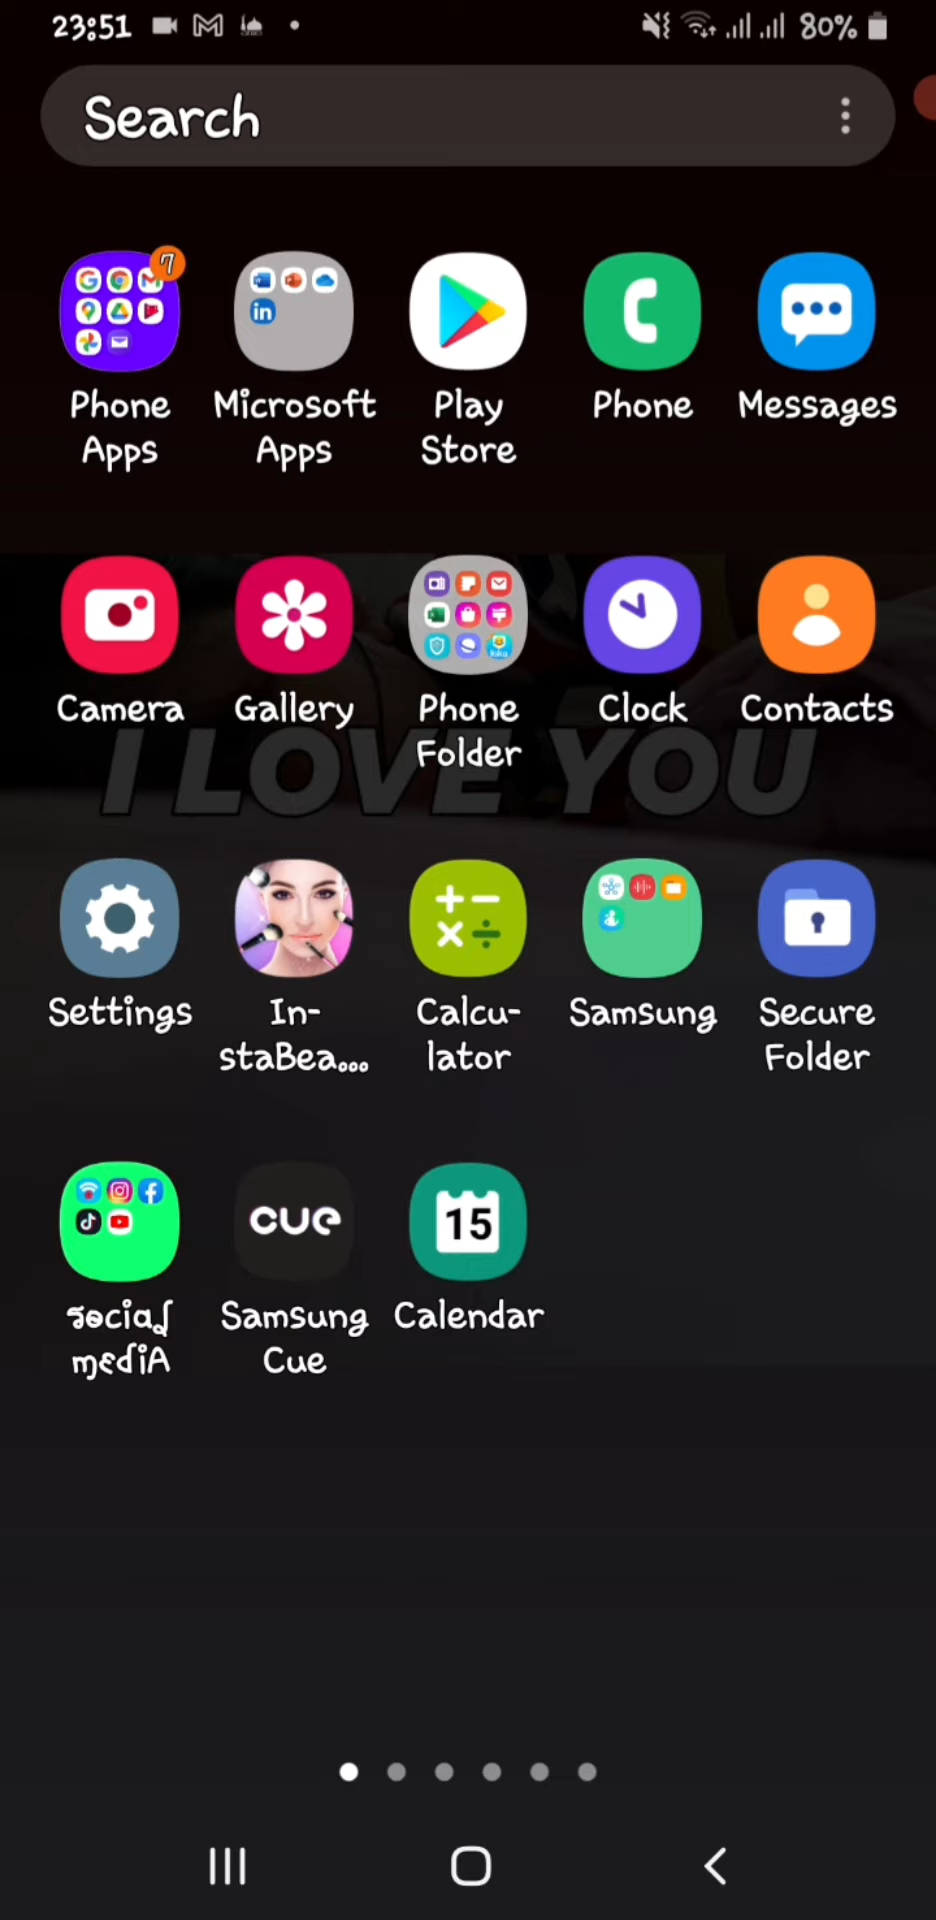 23:51
80%
Search
7
Phone Apps
Microsoft Apps
Play Store
Phone
Messages
Camera
Gallery
Phone Folder
Clock
Contacts
I LOVE YOU
Settings
In-staBea...
Calcu-lator
Samsung
Secure Folder
CUE
15
Social mediA
Samsung Cue
Calendar